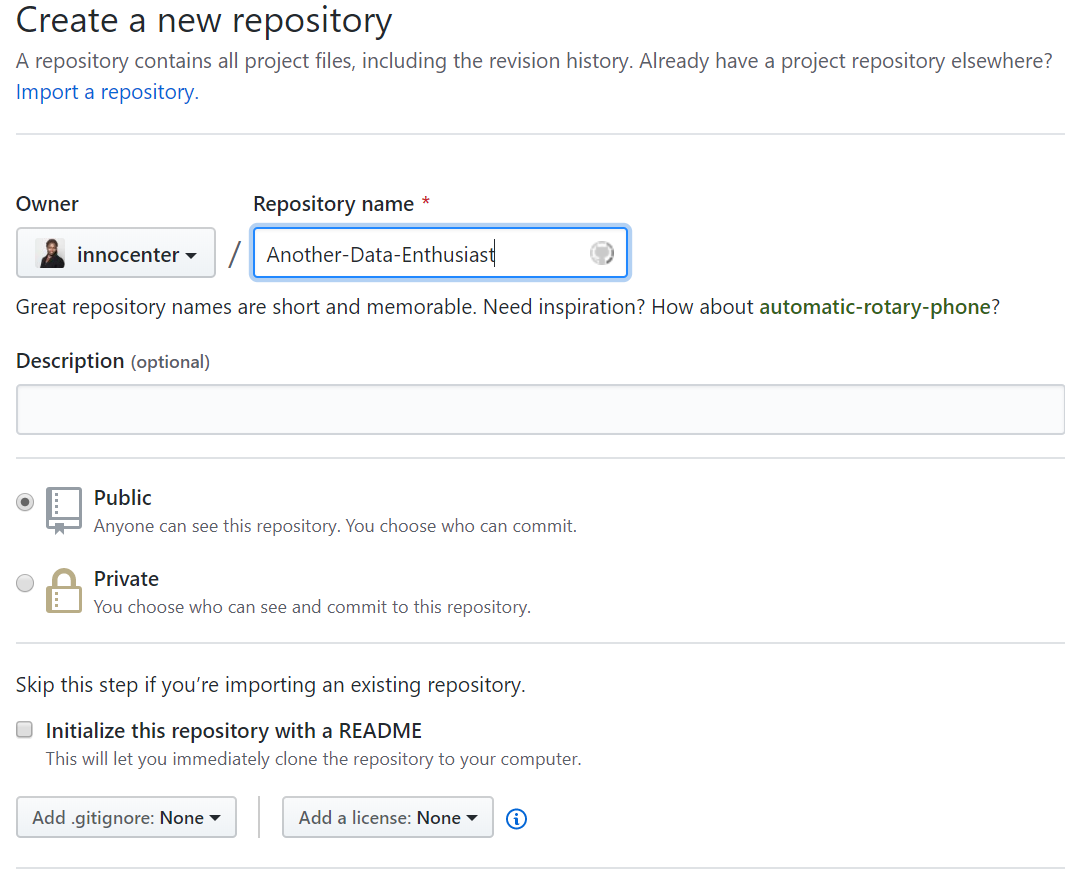 Create a new repository
A repository contains all project files, including the revision history. Already have a project repository elsewhere?
Import a repository.
Owner
Repository name *
innocenter
/
Another-Data-Enthusiast
Great repository names are short and memorable. Need inspiration? How about automatic-rotary-phone?
Description (optional)
Public
Anyone can see this repository. You choose who can commit.
Private
You choose who can see and commit to this repository.
Skip this step if you’re importing an existing repository.
Initialize this repository with a README
This will let you immediately clone the repository to your computer.
Add .gitignore: None
Add a license: None